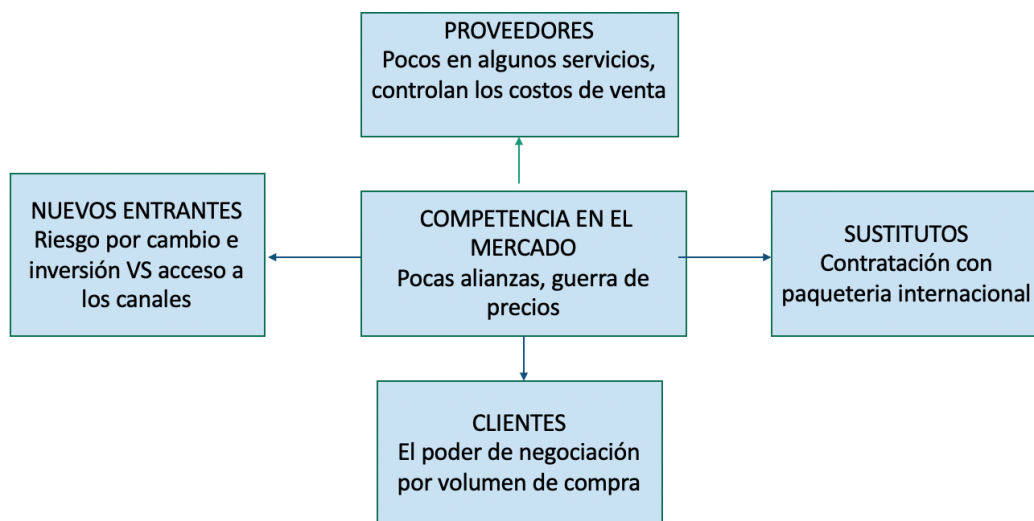 PROVEEDORES
Pocos en algunos servicios,
controlan los costos de venta
NUEVOS ENTRANTES
Riesgo por cambio e
inversión VS acceso a
los canales
COMPETENCIA EN EL
MERCADO
Pocas alianzas, guerra de
precios
SUSTITUTOS
Contratación con
paqueteria internacional
CLIENTES
El poder de negociación
por volumen de compra